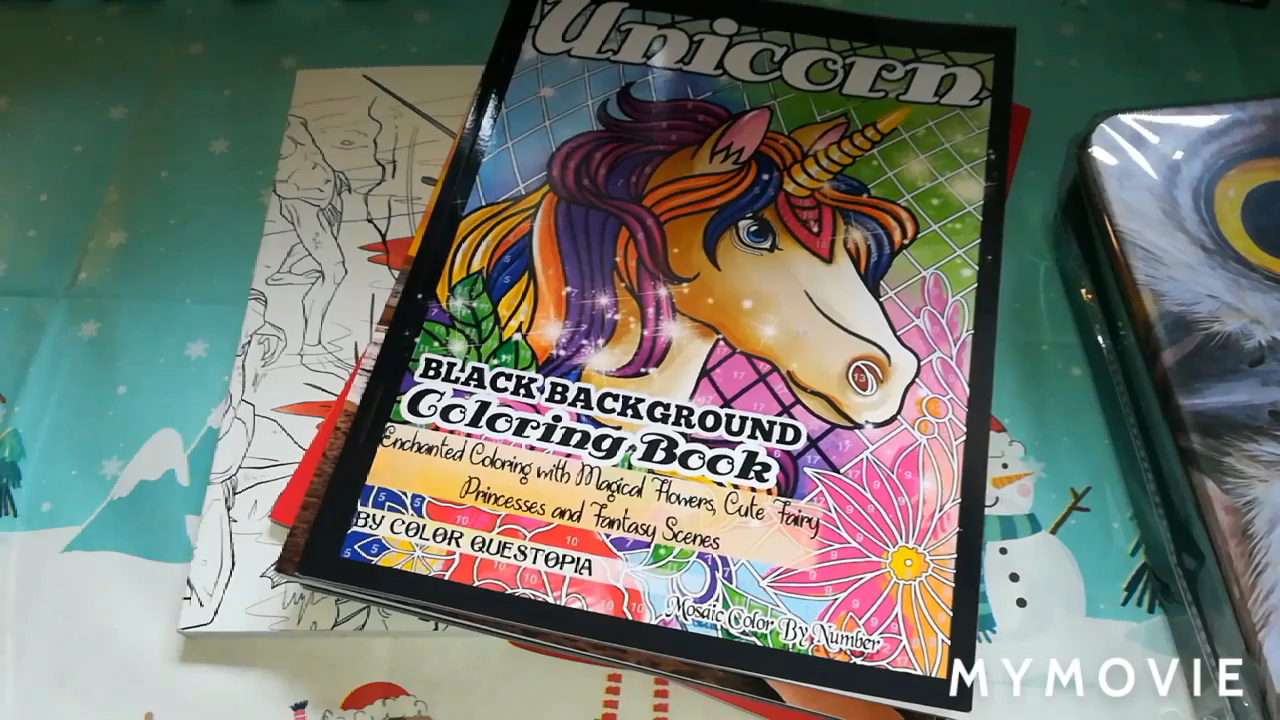 Unicorn
BLACK BACKGROUND
Coloring Book
Enchanted Coloring with Magical Flowers, Cute Fairy
Princesses and Fantasy Scenes
BY COLOR QUESTOPIA
Mosaic Color By Number
MYMOVIE